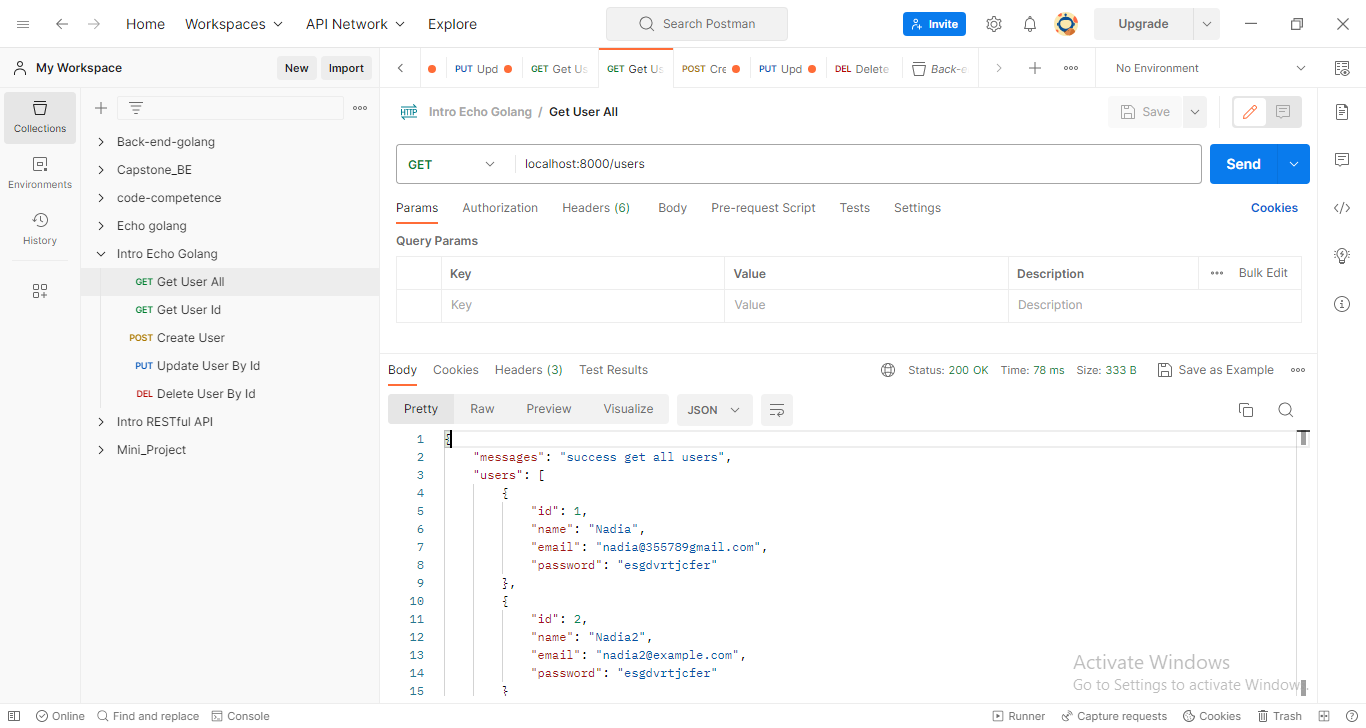 Home Workspaces API Network Explore Search Postman Invite Upgrade
My Workspace New Import PUT Upd GET Get Us GET Get Us POST Cre PUT Upd DEL Delete Back-e No Environment
Collections
Environments
History
Back-end-golang
Capstone_BE
code-competence
Echo golang
Intro Echo Golang
GET Get User All
GET Get User Id
POST Create User
PUT Update User By Id
DEL Delete User By Id
Intro RESTful API
Mini_Project
HTTP Intro Echo Golang / Get User All Save
GET localhost:8000/users Send
Params Authorization Headers (6) Body Pre-request Script Tests Settings Cookies
Query Params
Key Value Description Bulk Edit
Key Value Description
Body Cookies Headers (3) Test Results Status: 200 OK Time: 78 ms Size: 333 B Save as Example
Pretty Raw Preview Visualize JSON
1 {
2 "messages": "success get all users",
3 "users": [
4 {
5 "id": 1,
6 "name": "Nadia",
7 "email": "nadia@355789gmail.com",
8 "password": "esgdvrtjcfer"
9 },
10 {
11 "id": 2,
12 "name": "Nadia2",
13 "email": "nadia2@example.com",
14 "password": "esgdvrtjcfer"
15 }
Activate Windows
Go to Settings to activate Windows.
Online Find and replace Console Runner Capture requests Cookies Trash